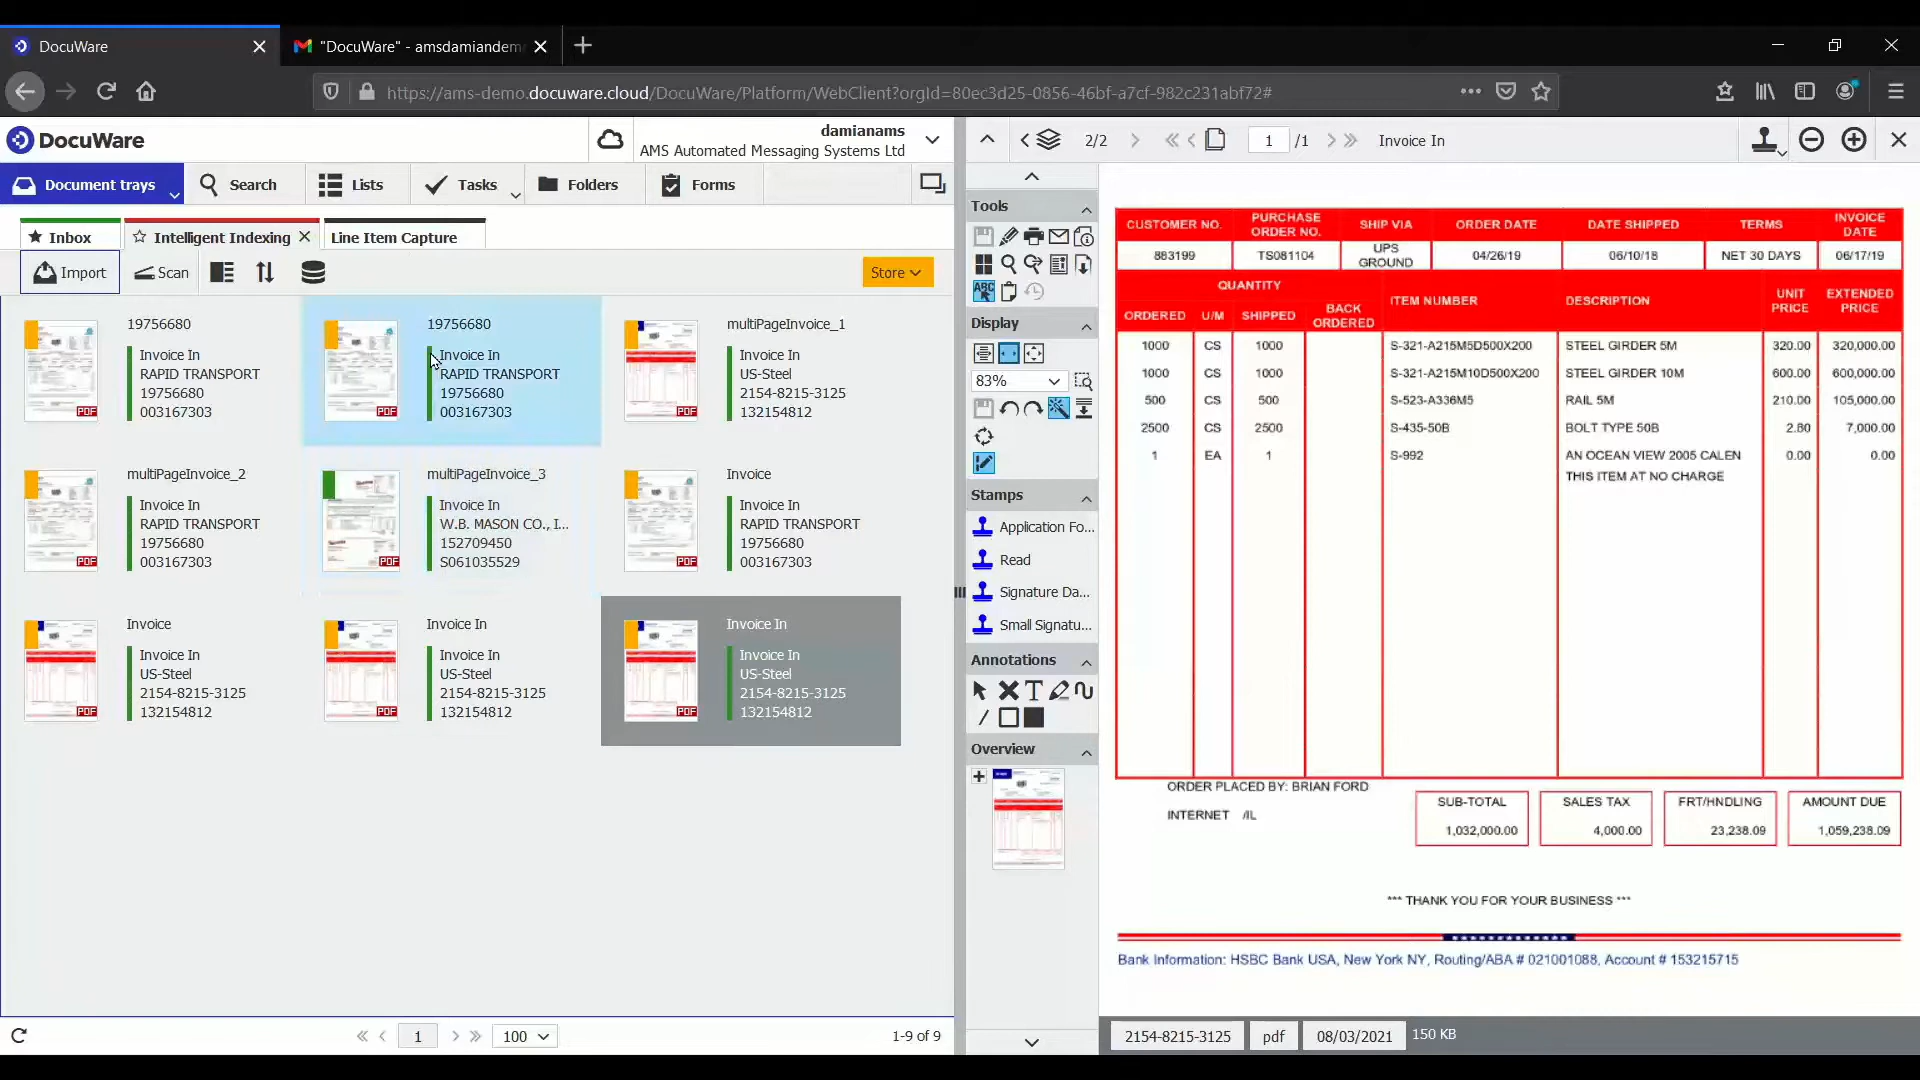 DocuWare
"DocuWare" - amsdamiandem
https://ams-demo.docuware.cloud/DocuWare/Platform/WebClient?orgId=80ec3d25-0856-46bf-a7cf-982c231abf72#
DocuWare
damianams
AMS Automated Messaging Systems Ltd
Document trays
Search
Lists
Tasks
Folders
Forms
Inbox
Intelligent Indexing
Line Item Capture
Import
Scan
Store
19756680
Invoice In
RAPID TRANSPORT
19756680
003167303
PDF
19756680
Invoice In
RAPID TRANSPORT
19756680
003167303
PDF
multiPageInvoice_1
Invoice In
US-Steel
2154-8215-3125
132154812
PDF
multiPageInvoice_2
Invoice In
RAPID TRANSPORT
19756680
003167303
PDF
multiPageInvoice_3
Invoice In
W.B. MASON CO., I...
152709450
S061035529
PDF
Invoice
Invoice In
RAPID TRANSPORT
19756680
003167303
PDF
Invoice
Invoice In
US-Steel
2154-8215-3125
132154812
PDF
Invoice In
Invoice In
US-Steel
2154-8215-3125
132154812
PDF
Invoice In
Invoice In
US-Steel
2154-8215-3125
132154812
PDF
1
100
1-9 of 9
2/2
1 /1
Invoice In
Tools
ABC
Display
83%
Stamps
Application Fo...
Read
Signature Da...
Small Signatu...
Annotations
Overview
CUSTOMER NO. PURCHASE ORDER NO. SHIP VIA ORDER DATE DATE SHIPPED TERMS INVOICE DATE
883199 TS081104 UPS GROUND 04/26/19 06/10/18 NET 30 DAYS 06/17/19
QUANTITY
ORDERED U/M SHIPPED BACK ORDERED ITEM NUMBER DESCRIPTION UNIT PRICE EXTENDED PRICE
1000 CS 1000 S-321-A215M5D500X200 STEEL GIRDER 5M 320.00 320,000.00
1000 CS 1000 S-321-A215M10D500X200 STEEL GIRDER 10M 600.00 600,000.00
500 CS 500 S-523-A336M5 RAIL 5M 210.00 105,000.00
2500 CS 2500 S-435-50B BOLT TYPE 50B 2.80 7,000.00
1 EA 1 S-992 AN OCEAN VIEW 2005 CALEN 0.00 0.00
THIS ITEM AT NO CHARGE
ORDER PLACED BY: BRIAN FORD
INTERNET /IL
SUB-TOTAL SALES TAX FRT/HNDLING AMOUNT DUE
1,032,000.00 4,000.00 23,238.09 1,059,238.09
*** THANK YOU FOR YOUR BUSINESS ***
Bank Information: HSBC Bank USA, New York NY, Routing/ABA # 021001088, Account # 153215715
2154-8215-3125
pdf
08/03/2021
150 KB